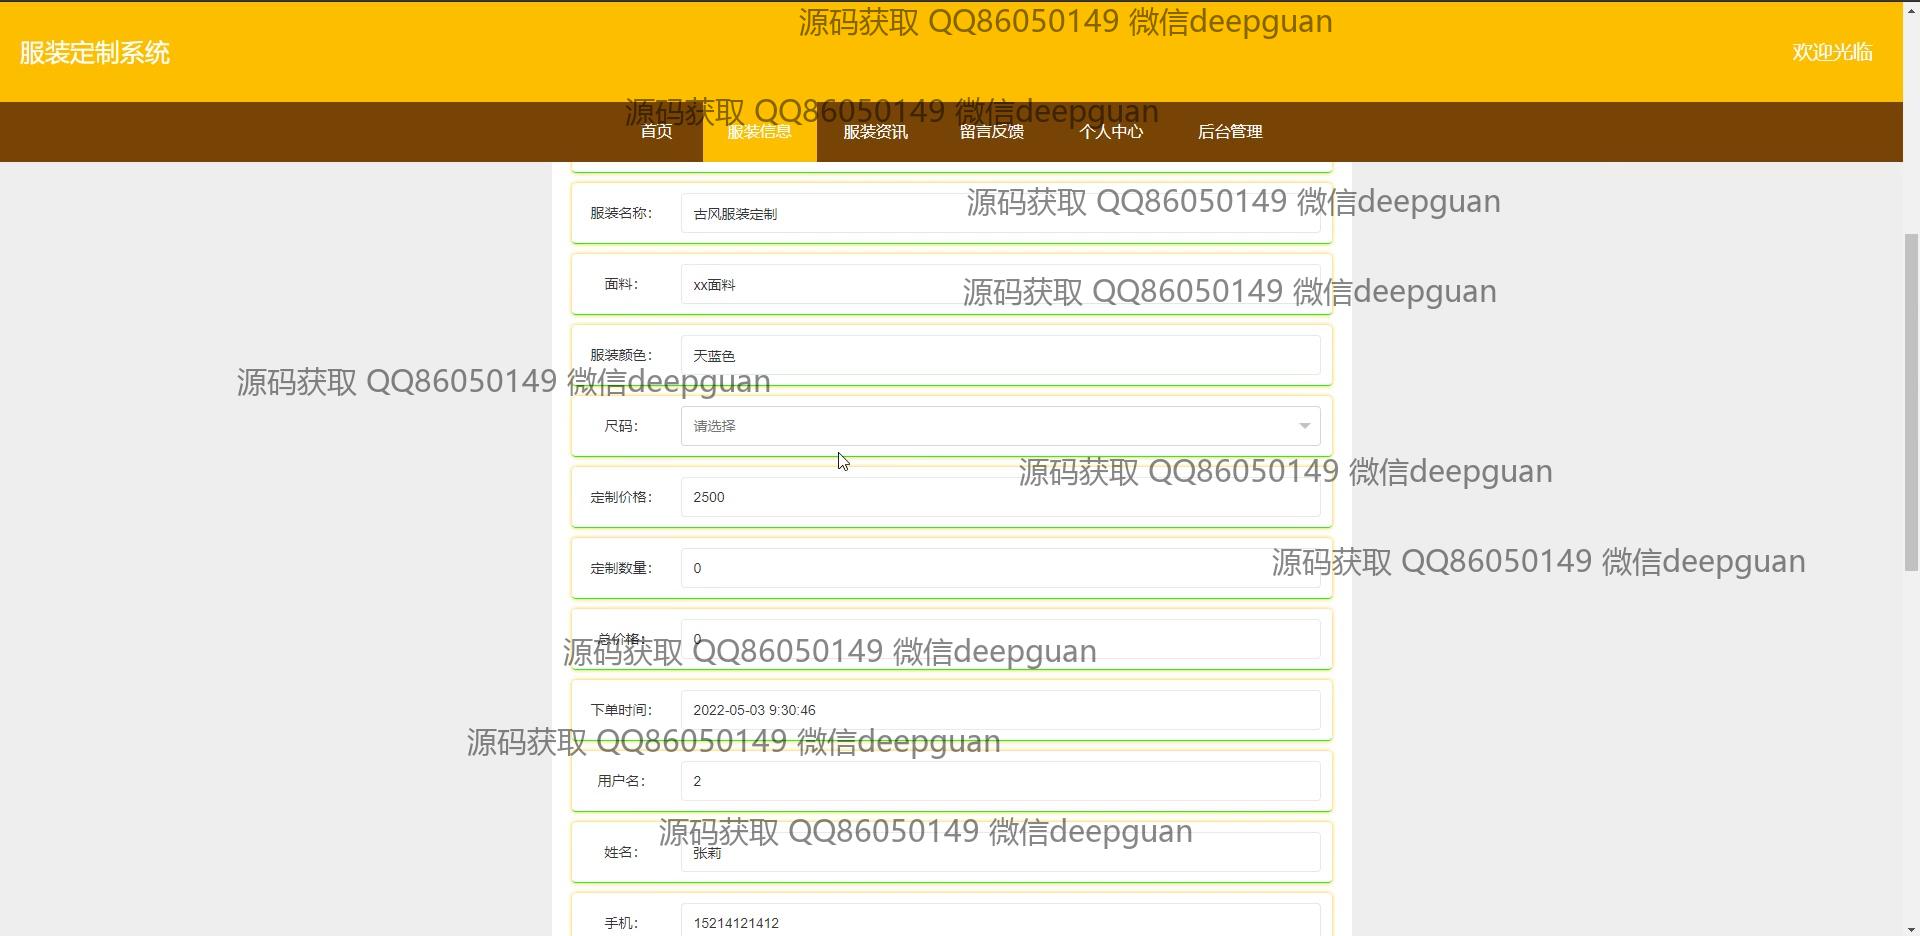 源码获取 QQ86050149 微信deepguan
服装定制系统
欢迎光临
源码获取 QQ86050149 微信deepguan
首页 服装信息 服装资讯 留言反馈 个人中心 后台管理
源码获取 QQ86050149 微信deepguan
服装名称： 古风服装定制
面料： xx面料
源码获取 QQ86050149 微信deepguan
服装颜色： 天蓝色
源码获取 QQ86050149 微信deepguan
尺码： 请选择
源码获取 QQ86050149 微信deepguan
定制价格： 2500
源码获取 QQ86050149 微信deepguan
定制数量： 0
总价格： 0
源码获取 QQ86050149 微信deepguan
下单时间： 2022-05-03 9:30:46
源码获取 QQ86050149 微信deepguan
用户名： 2
源码获取 QQ86050149 微信deepguan
姓名： 张莉
手机： 15214121412